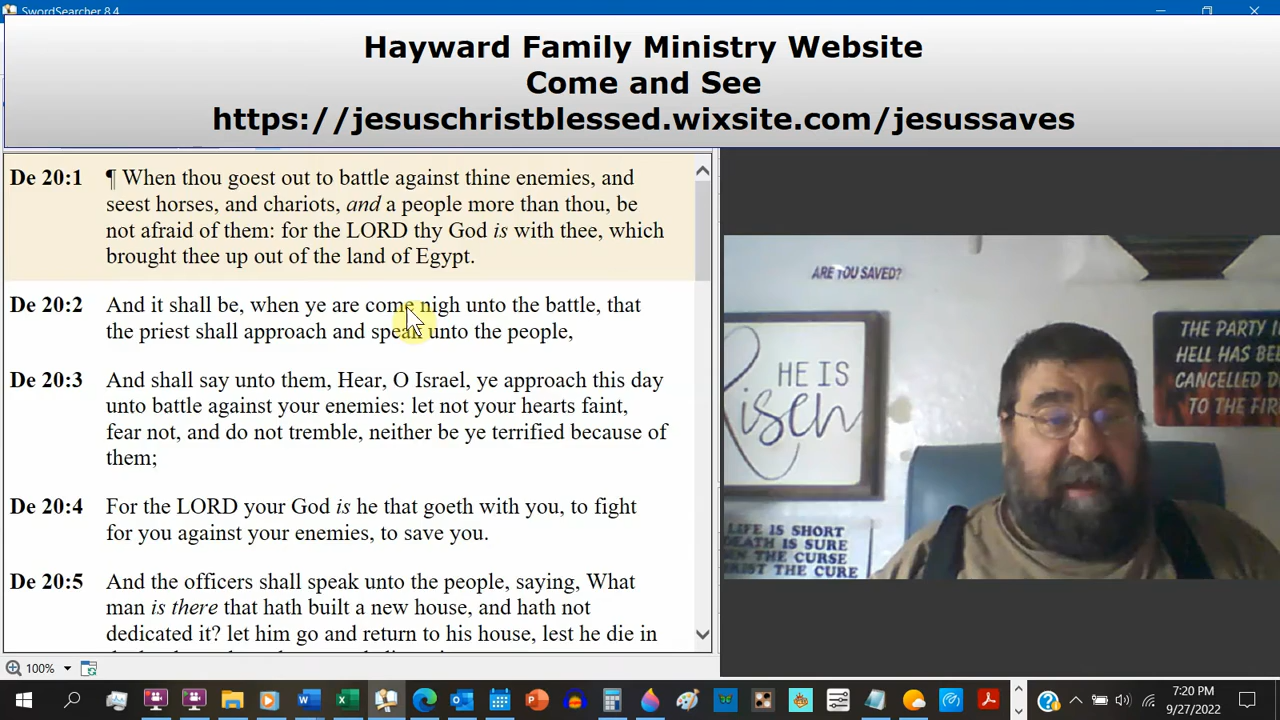 SwordSearcher 8.4
Hayward Family Ministry Website
Come and See
https://jesuschristblessed.wixsite.com/jesussaves
De 20:1 ¶ When thou goest out to battle against thine enemies, and
seest horses, and chariots, and a people more than thou, be
not afraid of them: for the LORD thy God is with thee, which
brought thee up out of the land of Egypt.
De 20:2 And it shall be, when ye are come nigh unto the battle, that
the priest shall approach and speak unto the people,
De 20:3 And shall say unto them, Hear, O Israel, ye approach this day
unto battle against your enemies: let not your hearts faint,
fear not, and do not tremble, neither be ye terrified because of
them;
De 20:4 For the LORD your God is he that goeth with you, to fight
for you against your enemies, to save you.
De 20:5 And the officers shall speak unto the people, saying, What
man is there that hath built a new house, and hath not
dedicated it? let him go and return to his house, lest he die in
100%
ARE YOU SAVED?
HE IS
Risen
THE PARTY I
HELL HAS BE
CANCELLED D
TO THE FIR
LIFE IS SHORT
DEATH IS SURE
THE CURSE
THE CURE
7:20 PM
9/27/2022